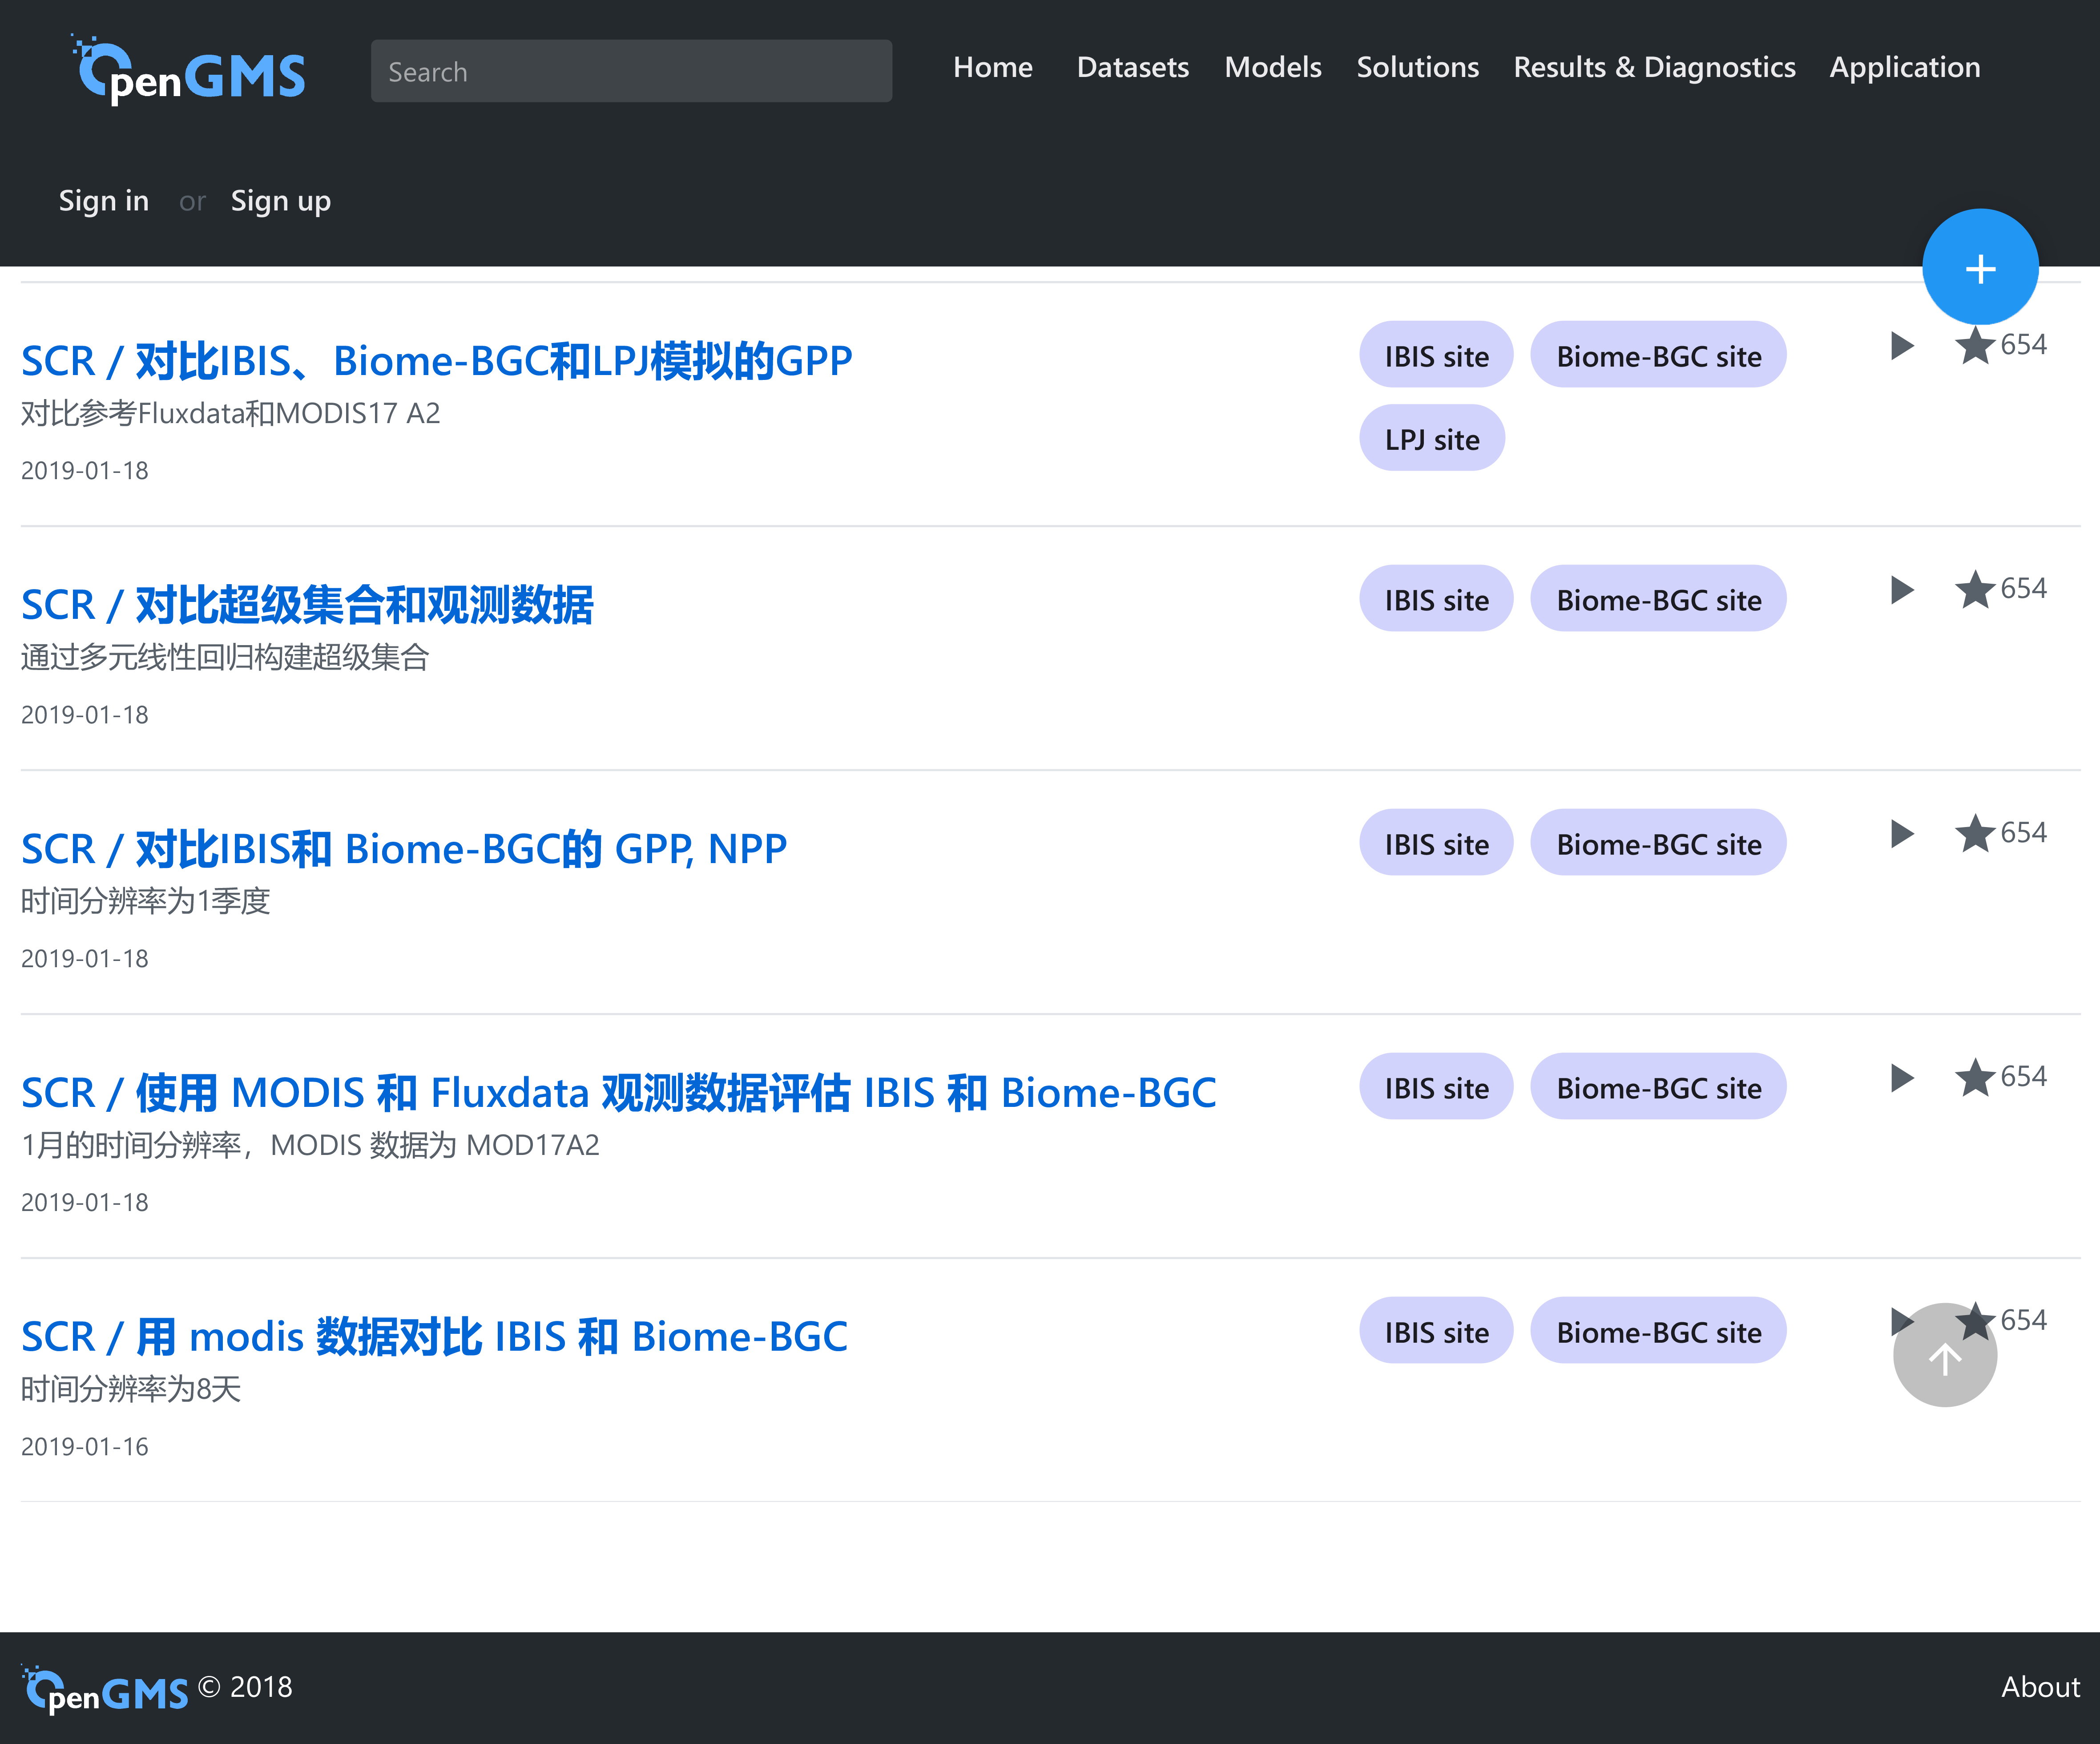 OpenGMS
Search
Home Datasets Models Solutions Results & Diagnostics Application
Sign in or Sign up
SCR / 对比IBIS、Biome-BGC和LPJ模拟的GPP
对比参考Fluxdata和MODIS17 A2
2019-01-18
IBIS site Biome-BGC site
LPJ site
654
SCR / 对比超级集合和观测数据
通过多元线性回归构建超级集合
2019-01-18
IBIS site Biome-BGC site
654
SCR / 对比IBIS和 Biome-BGC的 GPP, NPP
时间分辨率为1季度
2019-01-18
IBIS site Biome-BGC site
654
SCR / 使用 MODIS 和 Fluxdata 观测数据评估 IBIS 和 Biome-BGC
1月的时间分辨率，MODIS 数据为 MOD17A2
2019-01-18
IBIS site Biome-BGC site
654
SCR / 用 modis 数据对比 IBIS 和 Biome-BGC
时间分辨率为8天
2019-01-16
IBIS site Biome-BGC site
654
OpenGMS © 2018
About